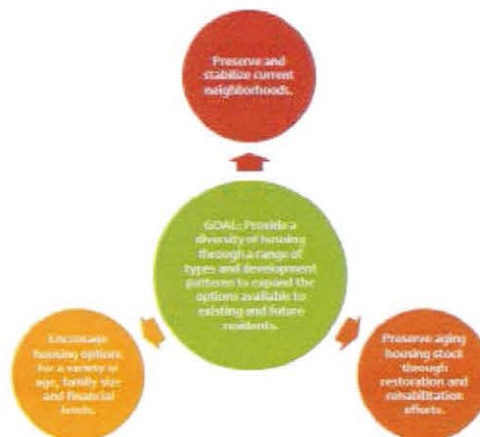 Preserve and
stabilize current
neighborhoods.
GOAL: Provide a
diversity of housing
through a range of
types and development
patterns to expand the
options available to
existing and future
residents.
Encourage
housing options
for a variety of
age, family size
and financial
levels.
Preserve aging
housing stock
through
restoration and
rehabilitation
efforts.